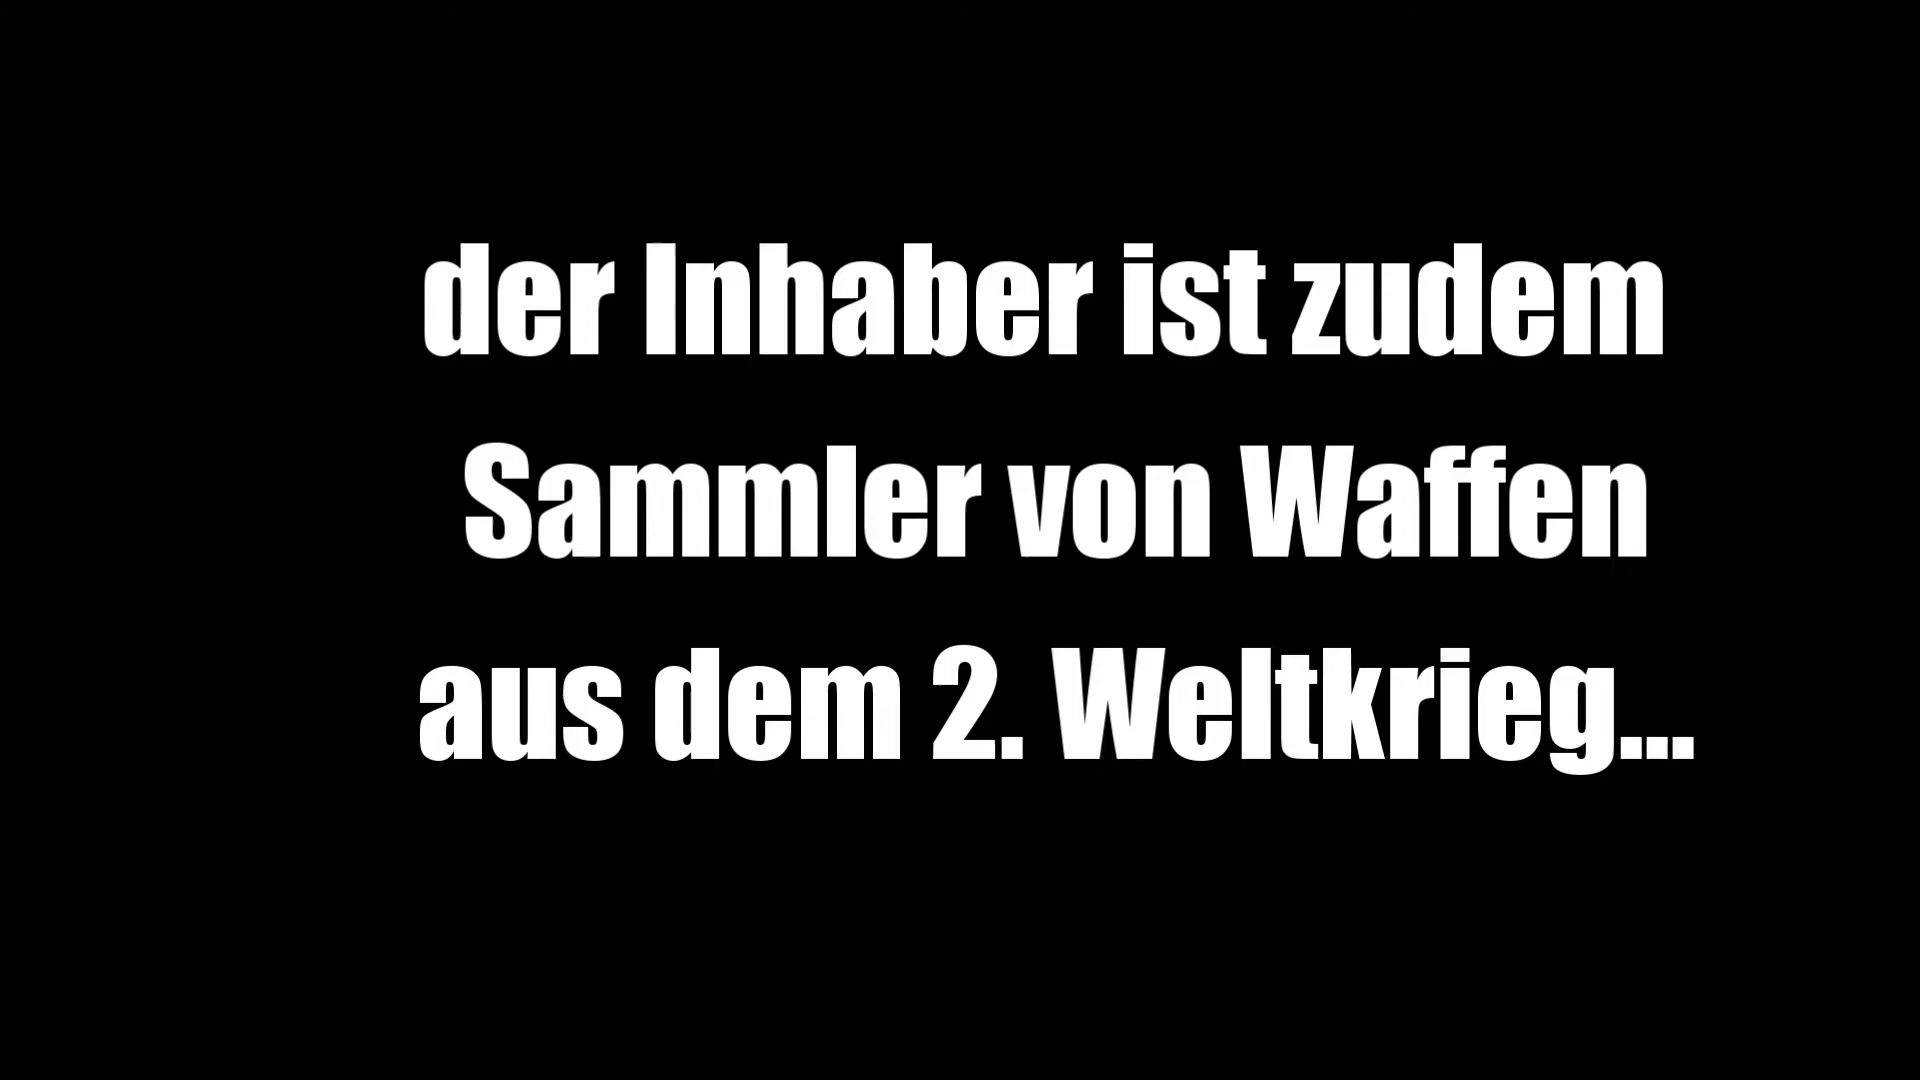 der Inhaber ist zudem
Sammler von Waffen
aus dem 2. Weltkrieg...